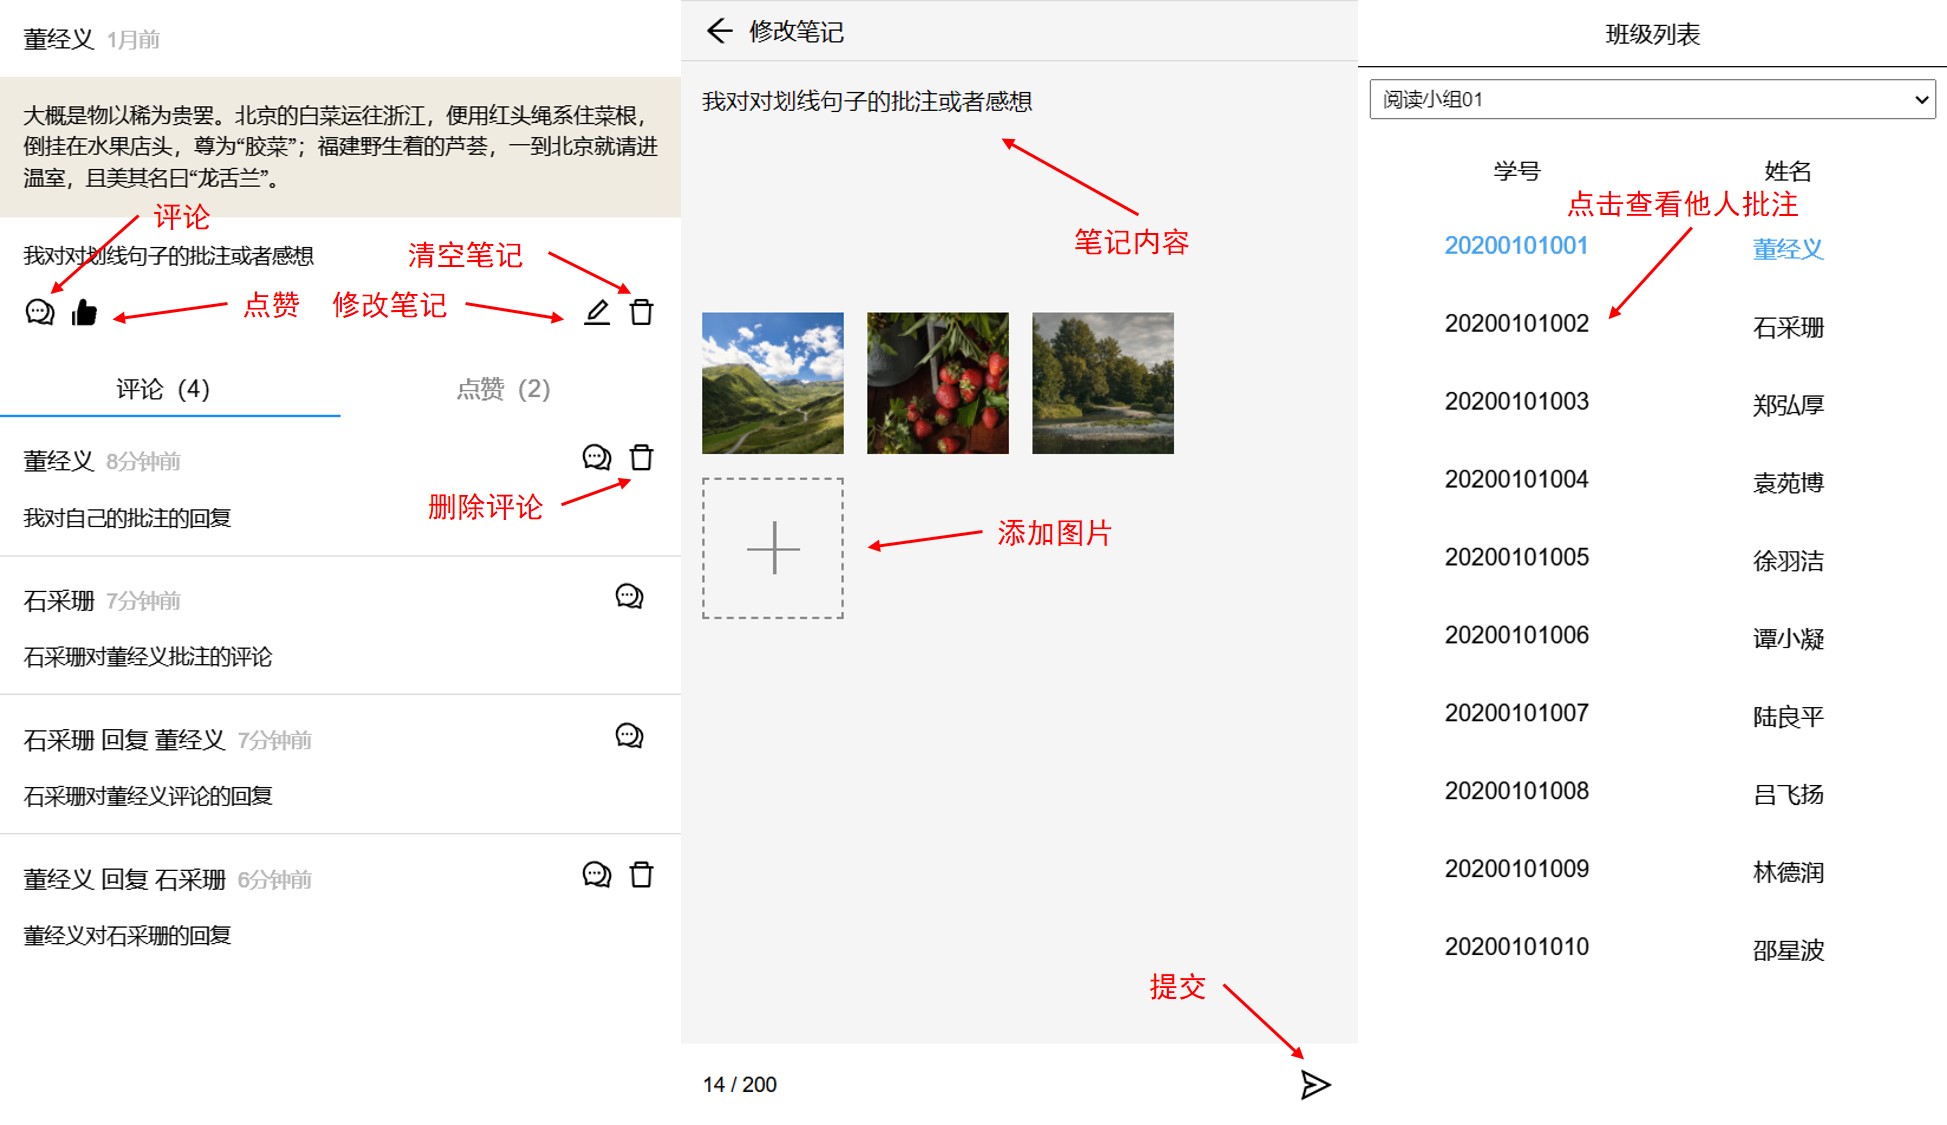 董经义 1月前
大概是物以稀为贵罢。北京的白菜运往浙江，便用红头绳系住菜根，
倒挂在水果店头，尊为“胶菜”；福建野生着的芦荟，一到北京就请进
温室，且美其名曰“龙舌兰”。
评论
我对对划线句子的批注或者感想
清空笔记
点赞
修改笔记
评论（4）
点赞（2）
董经义 8分钟前
删除评论
我对自己的批注的回复
石采珊 7分钟前
石采珊对董经义批注的评论
石采珊 回复 董经义 7分钟前
石采珊对董经义评论的回复
董经义 回复 石采珊 6分钟前
董经义对石采珊的回复
修改笔记
我对对划线句子的批注或者感想
笔记内容
添加图片
提交
14 / 200
班级列表
阅读小组01
学号 姓名
点击查看他人批注
20200101001 董经义
20200101002 石采珊
20200101003 郑弘厚
20200101004 袁苑博
20200101005 徐羽洁
20200101006 谭小凝
20200101007 陆良平
20200101008 吕飞扬
20200101009 林德润
20200101010 邵星波